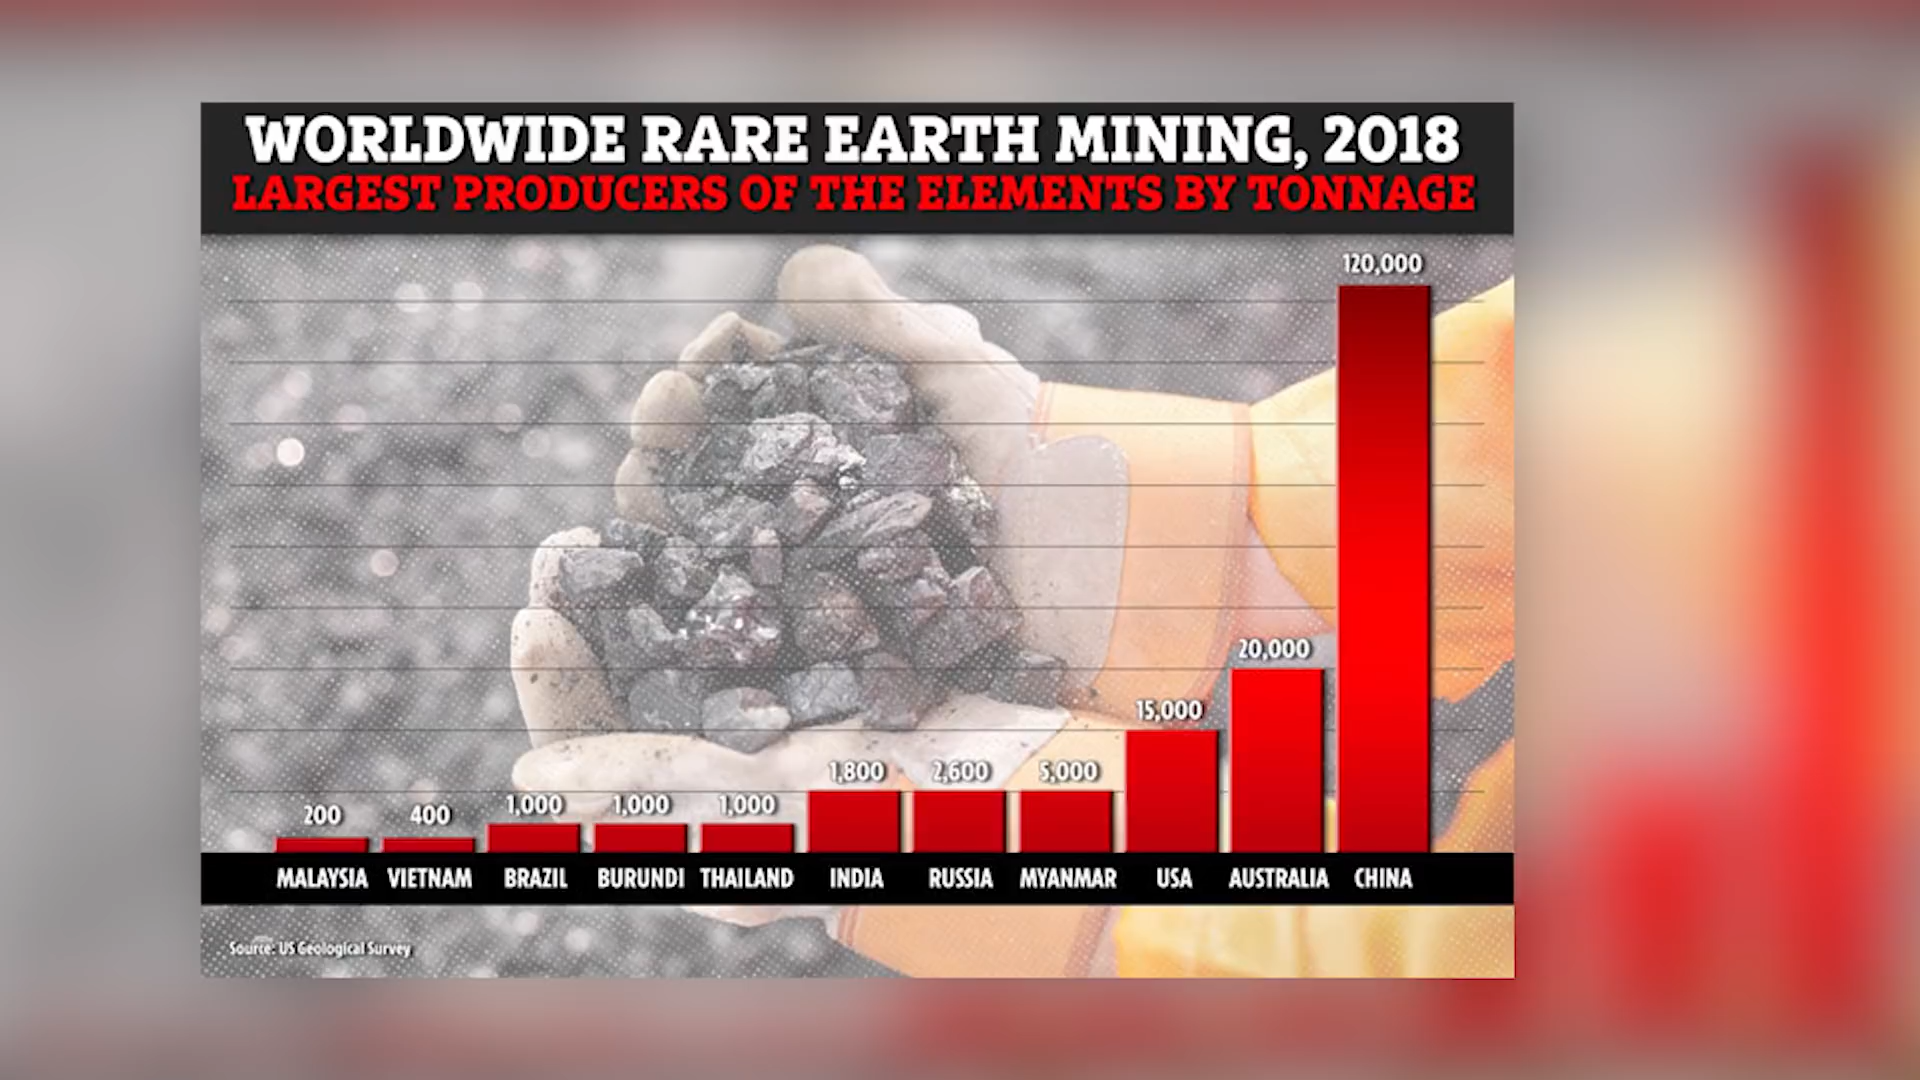 WORLDWIDE RARE EARTH MINING, 2018
LARGEST PRODUCERS OF THE ELEMENTS BY TONNAGE
120,000
20,000
15,000
1,800 2,600 5,000
200 400 1,000 1,000 1,000
MALAYSIA VIETNAM BRAZIL BURUNDI THAILAND INDIA RUSSIA MYANMAR USA AUSTRALIA CHINA
Source: US Geological Survey